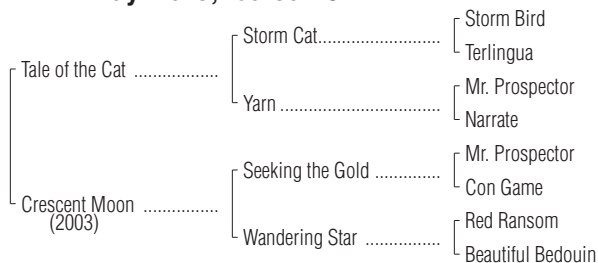 Storm Bird
Storm Cat
Terlingua
Tale of the Cat
Mr. Prospector
Yarn
Narrate
Mr. Prospector
Seeking the Gold
Con Game
Crescent Moon
(2003)
Red Ransom
Wandering Star
Beautiful Bedouin